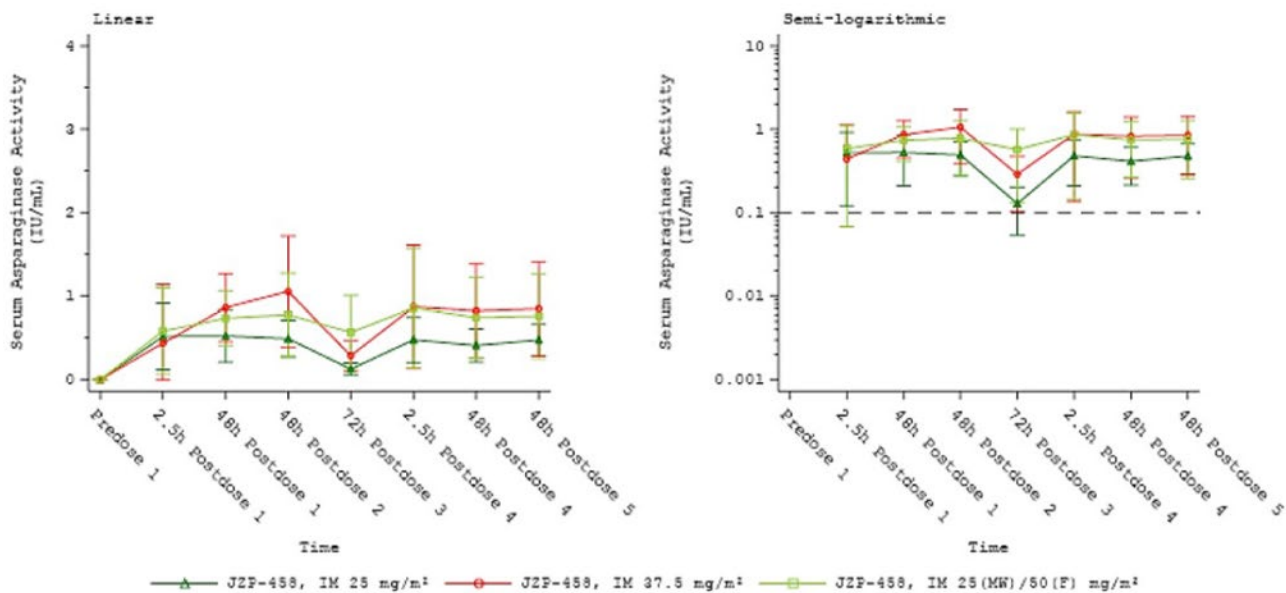 Linear
Serum Asparaginase Activity
(IU/mL)
4
3
2
1
0
Predose 1
2.5h Postdose 1
48h Postdose 1
48h Postdose 2
72h Postdose 3
2.5h Postdose 4
48h Postdose 4
48h Postdose 5
Time
Semi-logarithmic
Serum Asparaginase Activity
(IU/mL)
10
1
0.1
0.01
0.001
Predose 1
2.5h Postdose 1
48h Postdose 1
48h Postdose 2
72h Postdose 3
2.5h Postdose 4
48h Postdose 4
48h Postdose 5
Time
JZP-458, IM 25 mg/m² JZP-458, IM 37.5 mg/m² JZP-458, IM 25(MW)/50(F) mg/m²